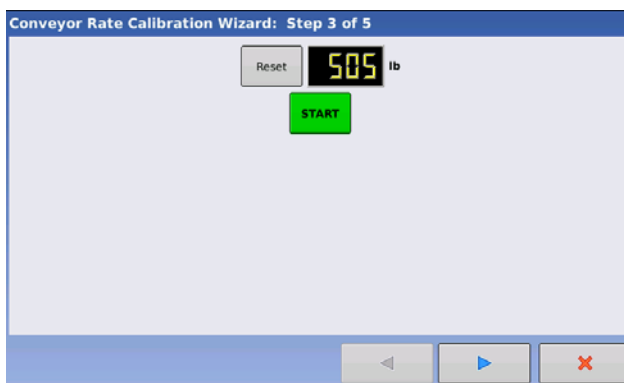 Conveyor Rate Calibration Wizard: Step 3 of 5
Reset 505 lb
START